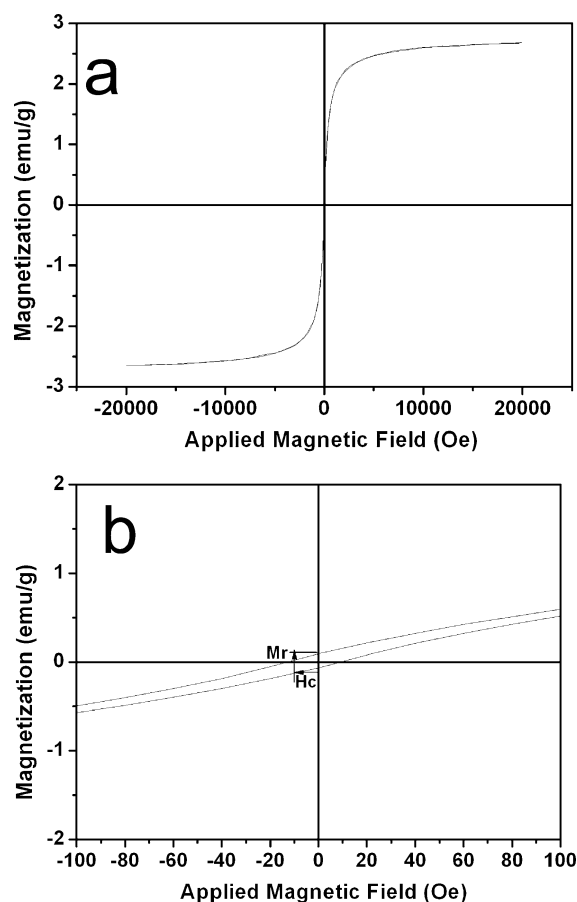 a
3
2
1
0
-1
-2
-3
Magnetization (emu/g)
-20000 -10000 0 10000 20000
Applied Magnetic Field (Oe)
b
2
1
0
-1
-2
Magnetization (emu/g)
Mr
Hc
-100 -80 -60 -40 -20 0 20 40 60 80 100
Applied Magnetic Field (Oe)